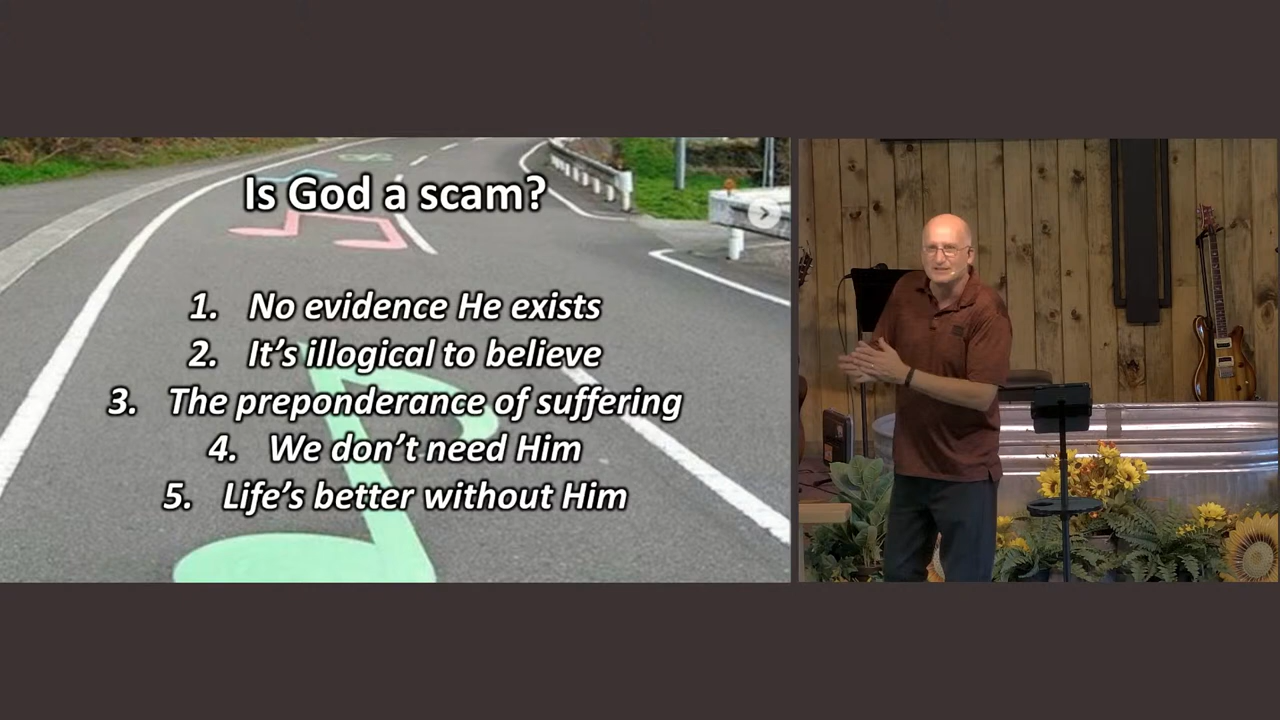 Is God a scam?
1. No evidence He exists
2. It's illogical to believe
3. The preponderance of suffering
4. We don't need Him
5. Life's better without Him